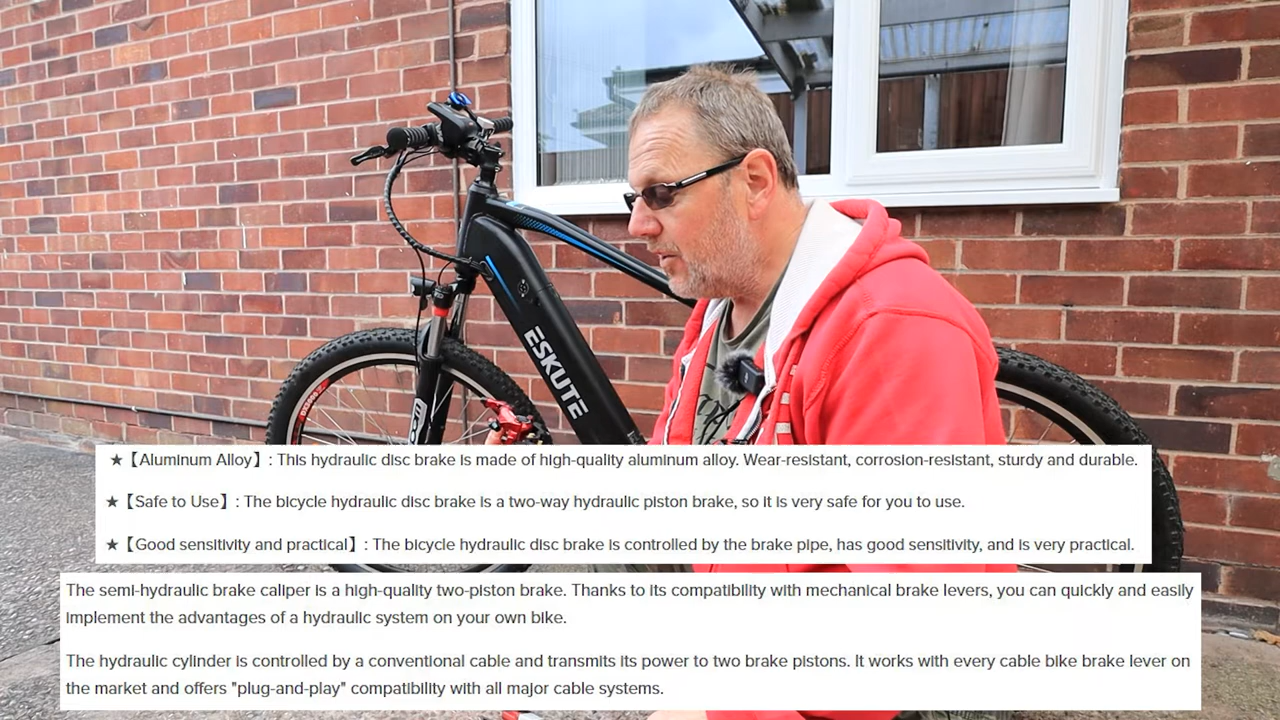 ESKUTE
★【Aluminum Alloy】: This hydraulic disc brake is made of high-quality aluminum alloy. Wear-resistant, corrosion-resistant, sturdy and durable.
★【Safe to Use】: The bicycle hydraulic disc brake is a two-way hydraulic piston brake, so it is very safe for you to use.
★【Good sensitivity and practical】: The bicycle hydraulic disc brake is controlled by the brake pipe, has good sensitivity, and is very practical.
The semi-hydraulic brake caliper is a high-quality two-piston brake. Thanks to its compatibility with mechanical brake levers, you can quickly and easily
implement the advantages of a hydraulic system on your own bike.
The hydraulic cylinder is controlled by a conventional cable and transmits its power to two brake pistons. It works with every cable bike brake lever on
the market and offers "plug-and-play" compatibility with all major cable systems.